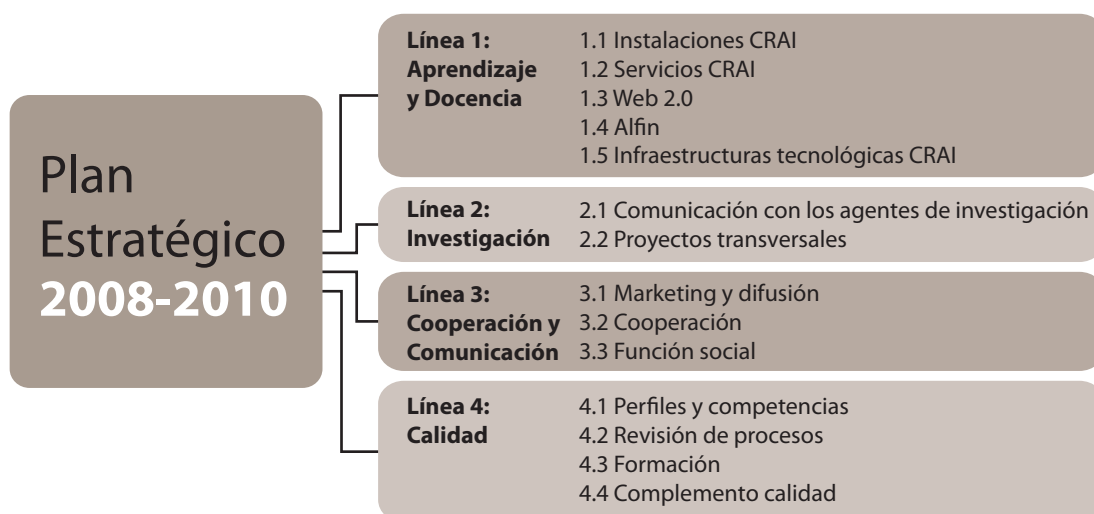 Plan
Estratégico
2008-2010
Línea 1:
Aprendizaje
y Docencia
1.1 Instalaciones CRAI
1.2 Servicios CRAI
1.3 Web 2.0
1.4 Alfin
1.5 Infraestructuras tecnológicas CRAI
Línea 2:
Investigación
2.1 Comunicación con los agentes de investigación
2.2 Proyectos transversales
Línea 3:
Cooperación y
Comunicación
3.1 Marketing y difusión
3.2 Cooperación
3.3 Función social
Línea 4:
Calidad
4.1 Perfiles y competencias
4.2 Revisión de procesos
4.3 Formación
4.4 Complemento calidad